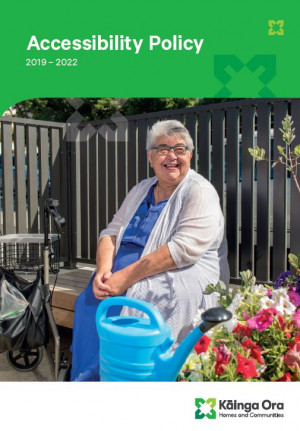 Accessibility Policy
2019 – 2022
Kāinga Ora
Homes and Communities